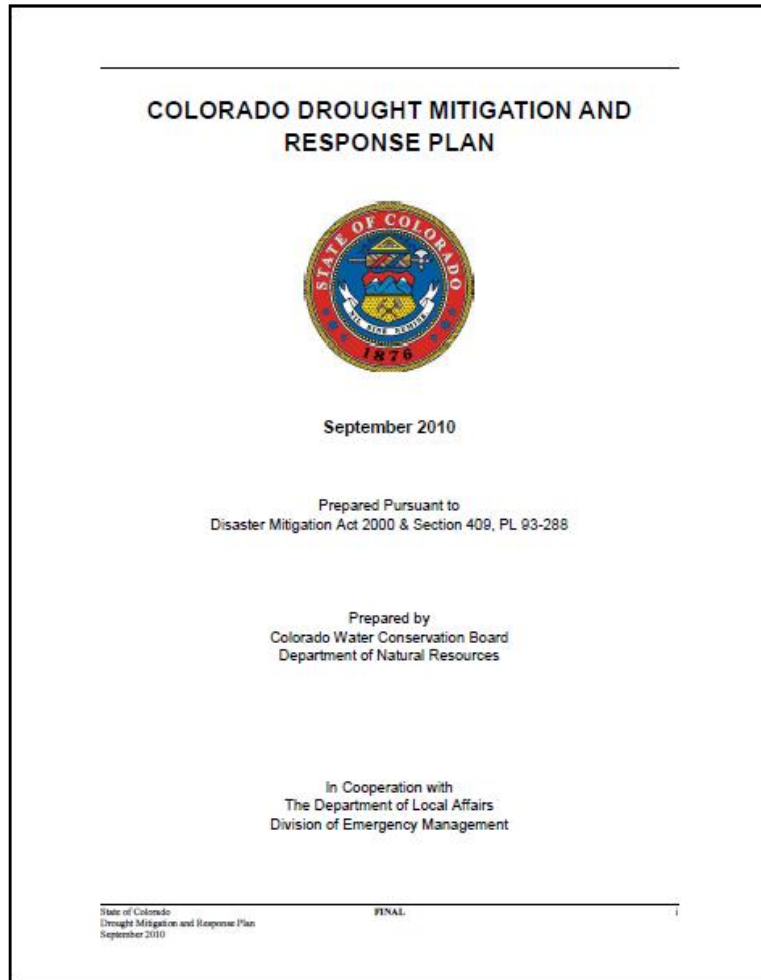 COLORADO DROUGHT MITIGATION AND
RESPONSE PLAN
STATE OF COLORADO
NIL SINE NUMINE
1876
September 2010
Prepared Pursuant to
Disaster Mitigation Act 2000 & Section 409, PL 93-288
Prepared by
Colorado Water Conservation Board
Department of Natural Resources
In Cooperation with
The Department of Local Affairs
Division of Emergency Management
State of Colorado FINAL i
Drought Mitigation and Response Plan
September 2010